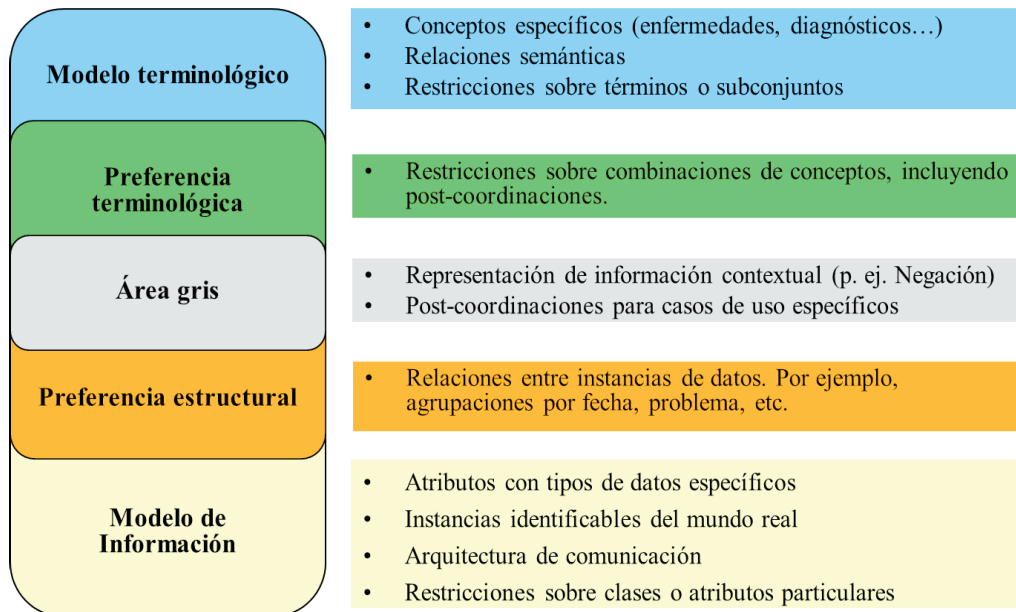 Modelo terminológico
• Conceptos específicos (enfermedades, diagnósticos…)
• Relaciones semánticas
• Restricciones sobre términos o subconjuntos
Preferencia
terminológica
• Restricciones sobre combinaciones de conceptos, incluyendo
post-coordinaciones.
Área gris
• Representación de información contextual (p. ej. Negación)
• Post-coordinaciones para casos de uso específicos
Preferencia estructural
• Relaciones entre instancias de datos. Por ejemplo,
agrupaciones por fecha, problema, etc.
Modelo de
Información
• Atributos con tipos de datos específicos
• Instancias identificables del mundo real
• Arquitectura de comunicación
• Restricciones sobre clases o atributos particulares